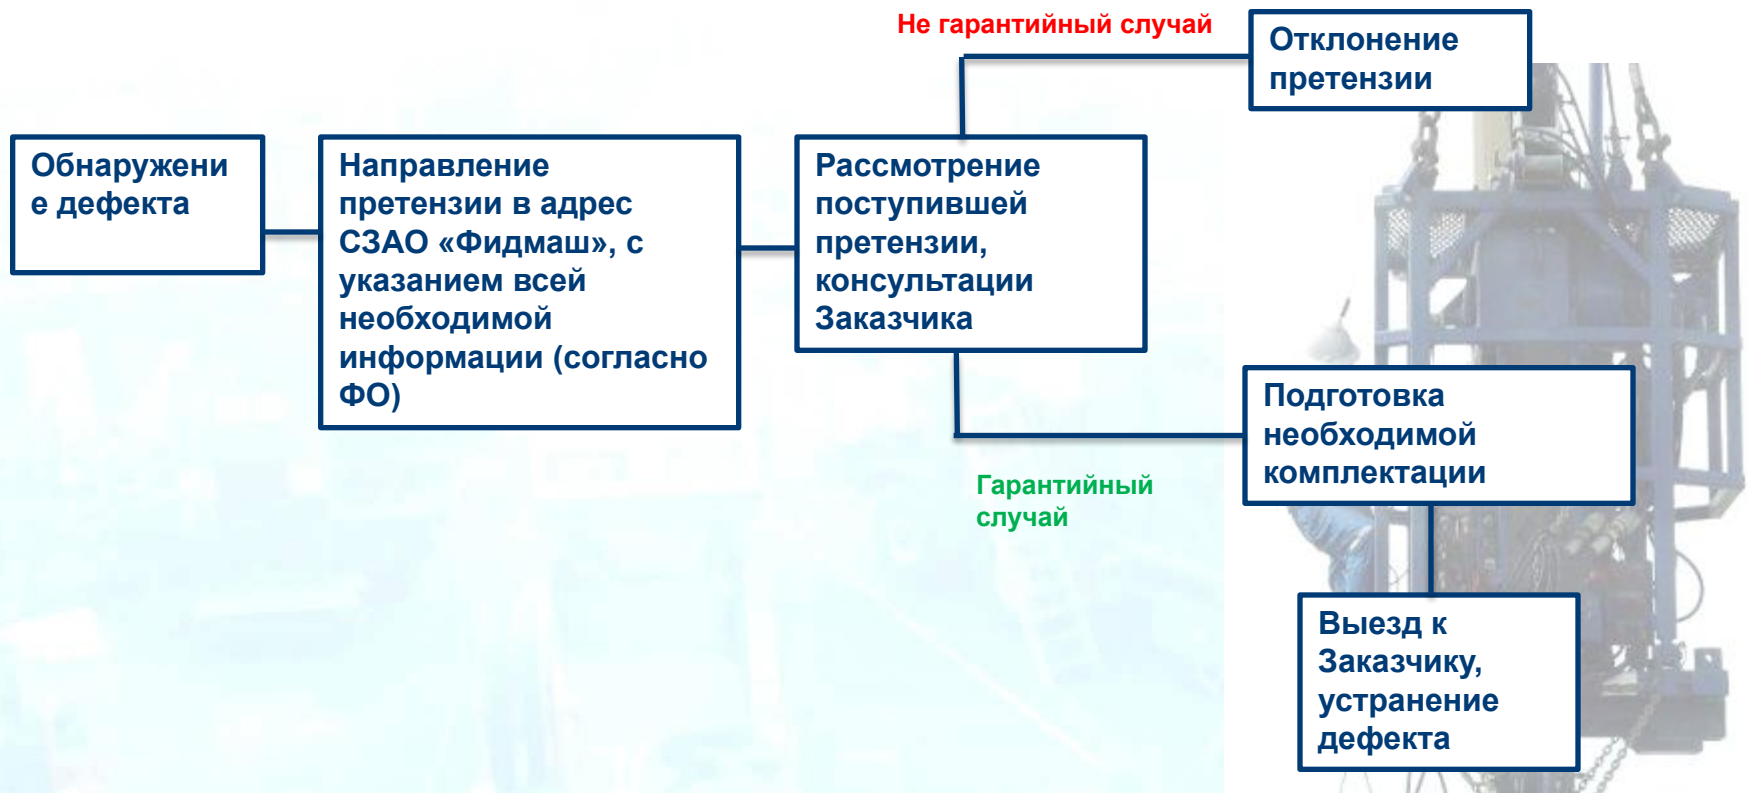 Не гарантийный случай
Отклонение
претензии
Обнаружени
е дефекта
Направление
претензии в адрес
СЗАО «Фидмаш», с
указанием всей
необходимой
информации (согласно
ФО)
Рассмотрение
поступившей
претензии,
консультации
Заказчика
Гарантийный
случай
Подготовка
необходимой
комплектации
Выезд к
Заказчику,
устранение
дефекта